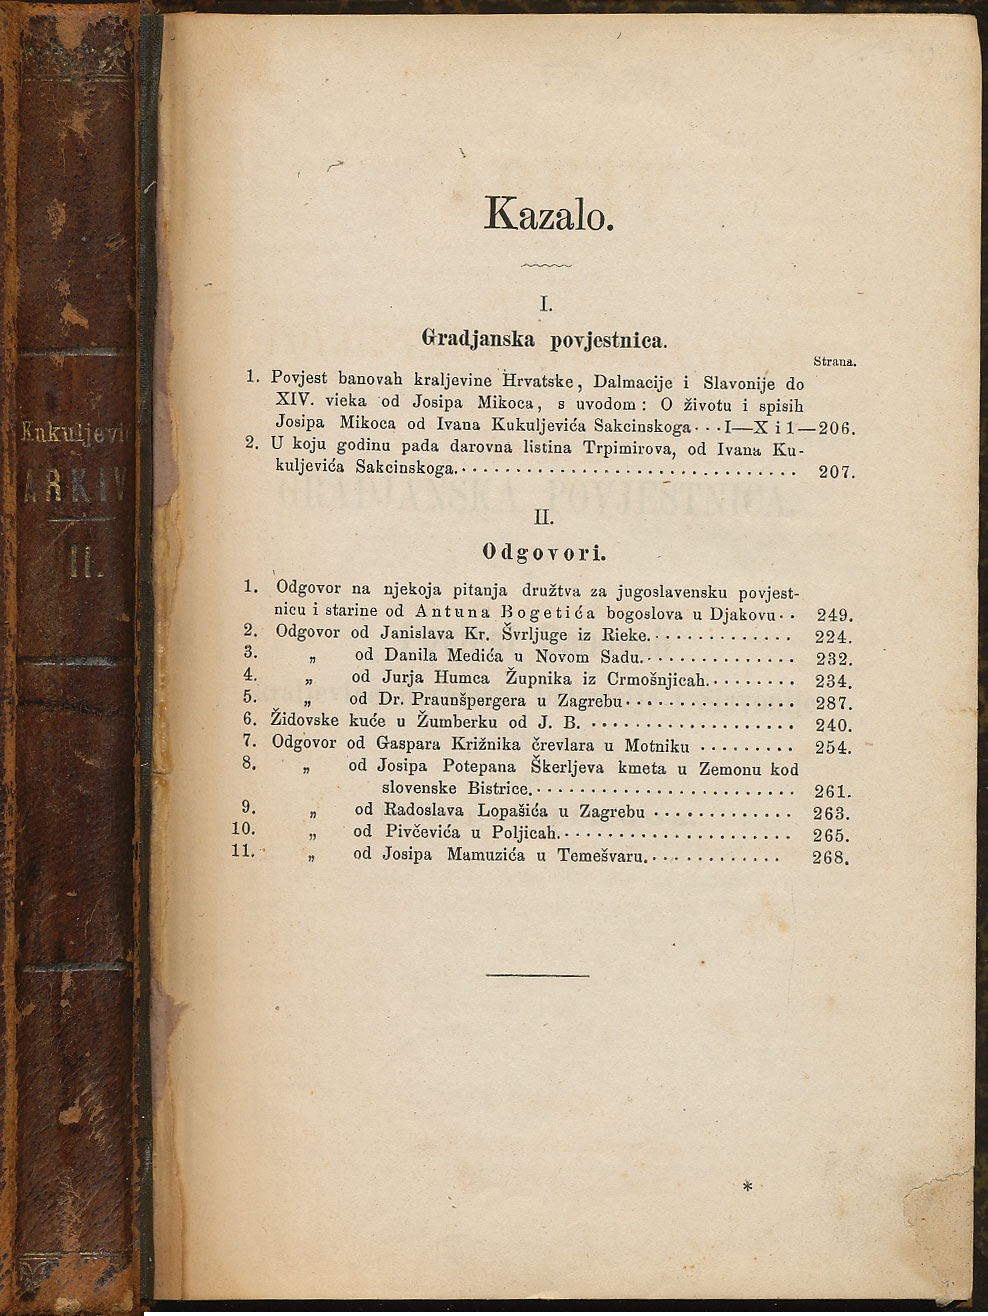 Kukuljević
ARKIV
II.
Kazalo.
I.
Gradjanska povjestnica.
Strana.
1. Povjest banovah kraljevine Hrvatske, Dalmacije i Slavonije do
XIV. vieka od Josipa Mikoca, s uvodom: O životu i spisih
Josipa Mikoca od Ivana Kukuljevića Sakcinskoga · · · I—X i 1—206.
2. U koju godinu pada darovna listina Trpimirova, od Ivana Ku-
kuljevića Sakcinskoga. · · · · · · · · · · · · · · · · · · · · · · · · · · · · · 207.
II.
Odgovori.
1. Odgovor na njekoja pitanja družtva za jugoslavensku povjest-
nicu i starine od Antuna Bogetića bogoslova u Djakovu · · 249.
2. Odgovor od Janislava Kr. Švrljuge iz Rieke. · · · · · · · · · · · · 224.
3. „ od Danila Medića u Novom Sadu. · · · · · · · · · · · · · 232.
4. „ od Jurja Humca Župnika iz Crmošnjicah. · · · · · · · · 234.
5. „ od Dr. Praunšpergera u Zagrebu · · · · · · · · · · · · · · · 287.
6. Židovske kuće u Žumberku od J. B. · · · · · · · · · · · · · · · · · · 240.
7. Odgovor od Gaspara Križnika črevlara u Motniku · · · · · · · · · 254.
8. „ od Josipa Potepana Škerljeva kmeta u Zemonu kod
slovenske Bistrice. · · · · · · · · · · · · · · · · · · · · · · · 261.
9. „ od Radoslava Lopašića u Zagrebu · · · · · · · · · · · · · 263.
10. „ od Pivčevića u Poljicah. · · · · · · · · · · · · · · · · · · · · · 265.
11. „ od Josipa Mamuzića u Temešvaru. · · · · · · · · · · · · 268.
*